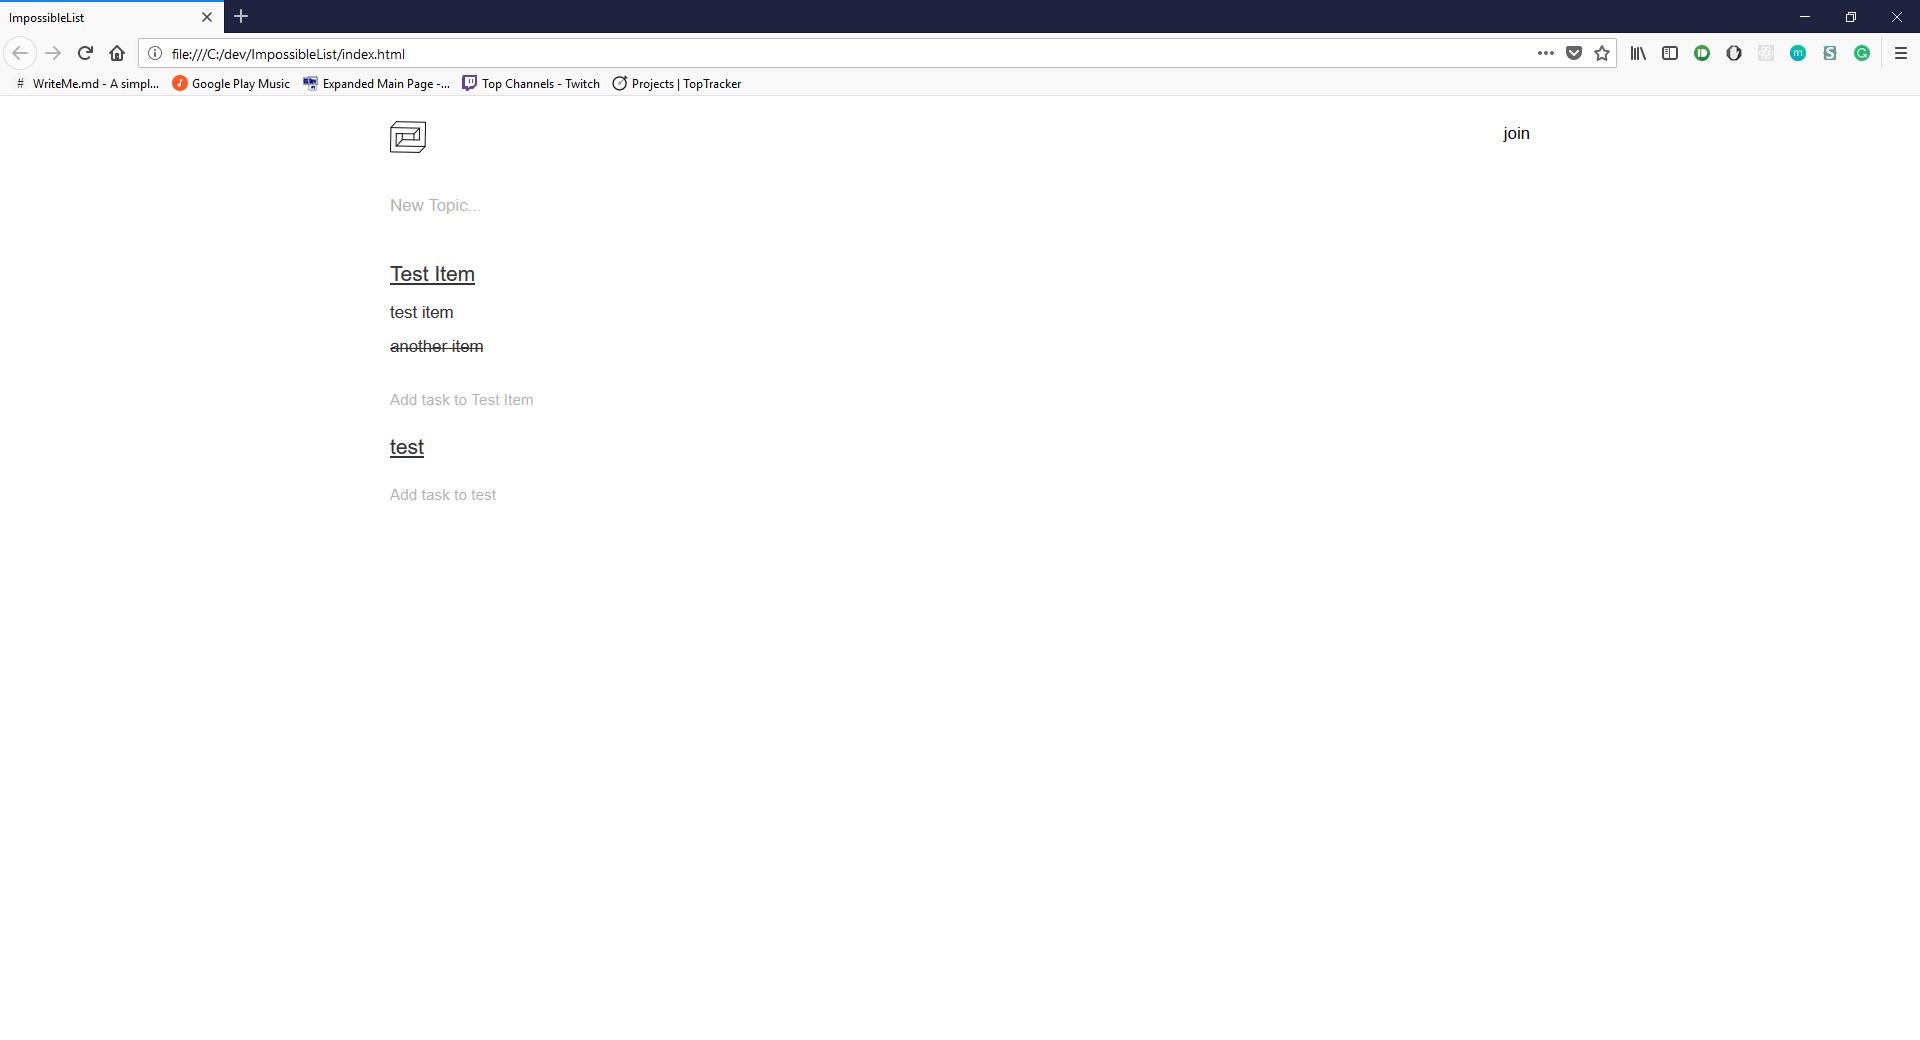 ImpossibleList
file:///C:/dev/ImpossibleList/index.html
# WriteMe.md - A simpl... Google Play Music Expanded Main Page -... Top Channels - Twitch Projects | TopTracker
join
New Topic...
Test Item
test item
another item
Add task to Test Item
test
Add task to test